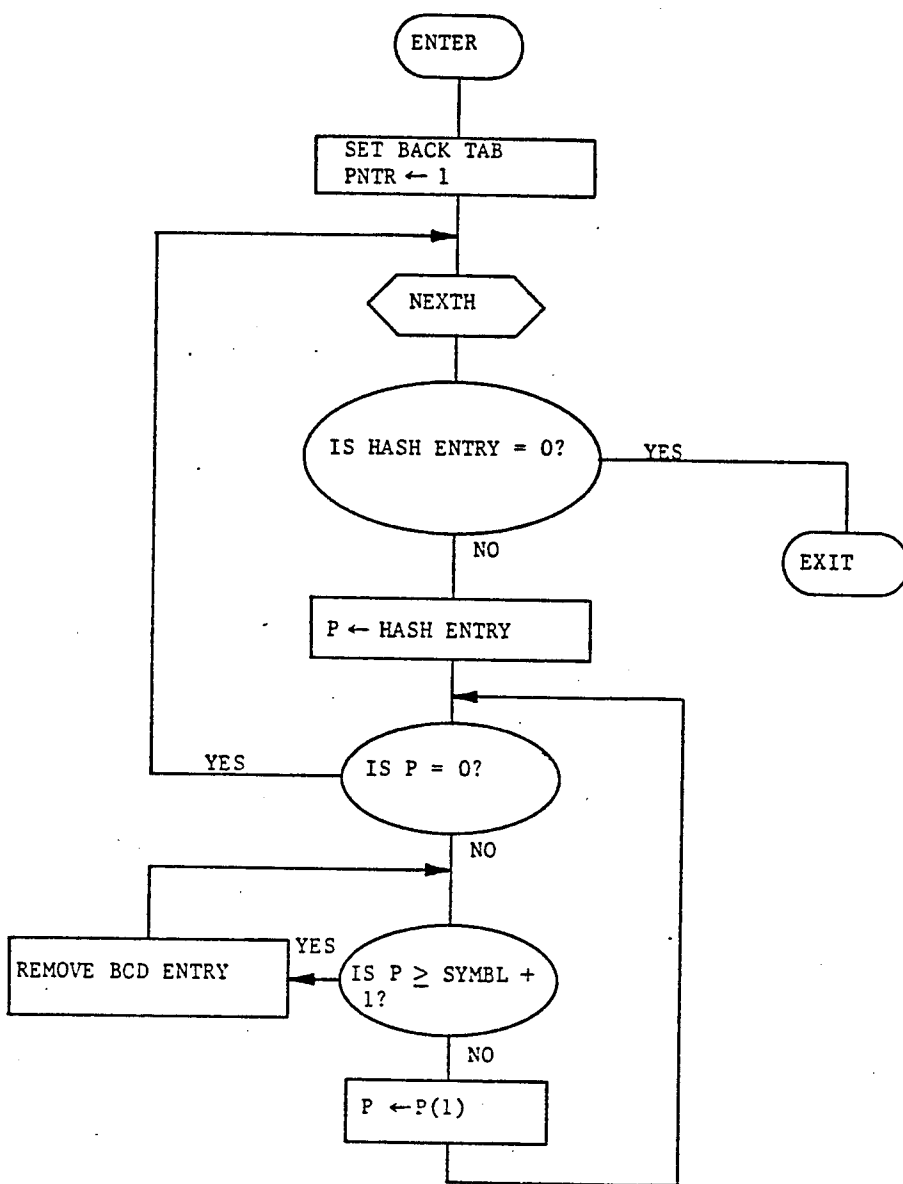 ENTER
SET BACK TAB
PNTR ← 1
NEXTH
IS HASH ENTRY = 0?
YES
NO
EXIT
P ← HASH ENTRY
IS P = 0?
YES
NO
REMOVE BCD ENTRY
YES
IS P ≥ SYMBL +
1?
NO
P ← P(1)